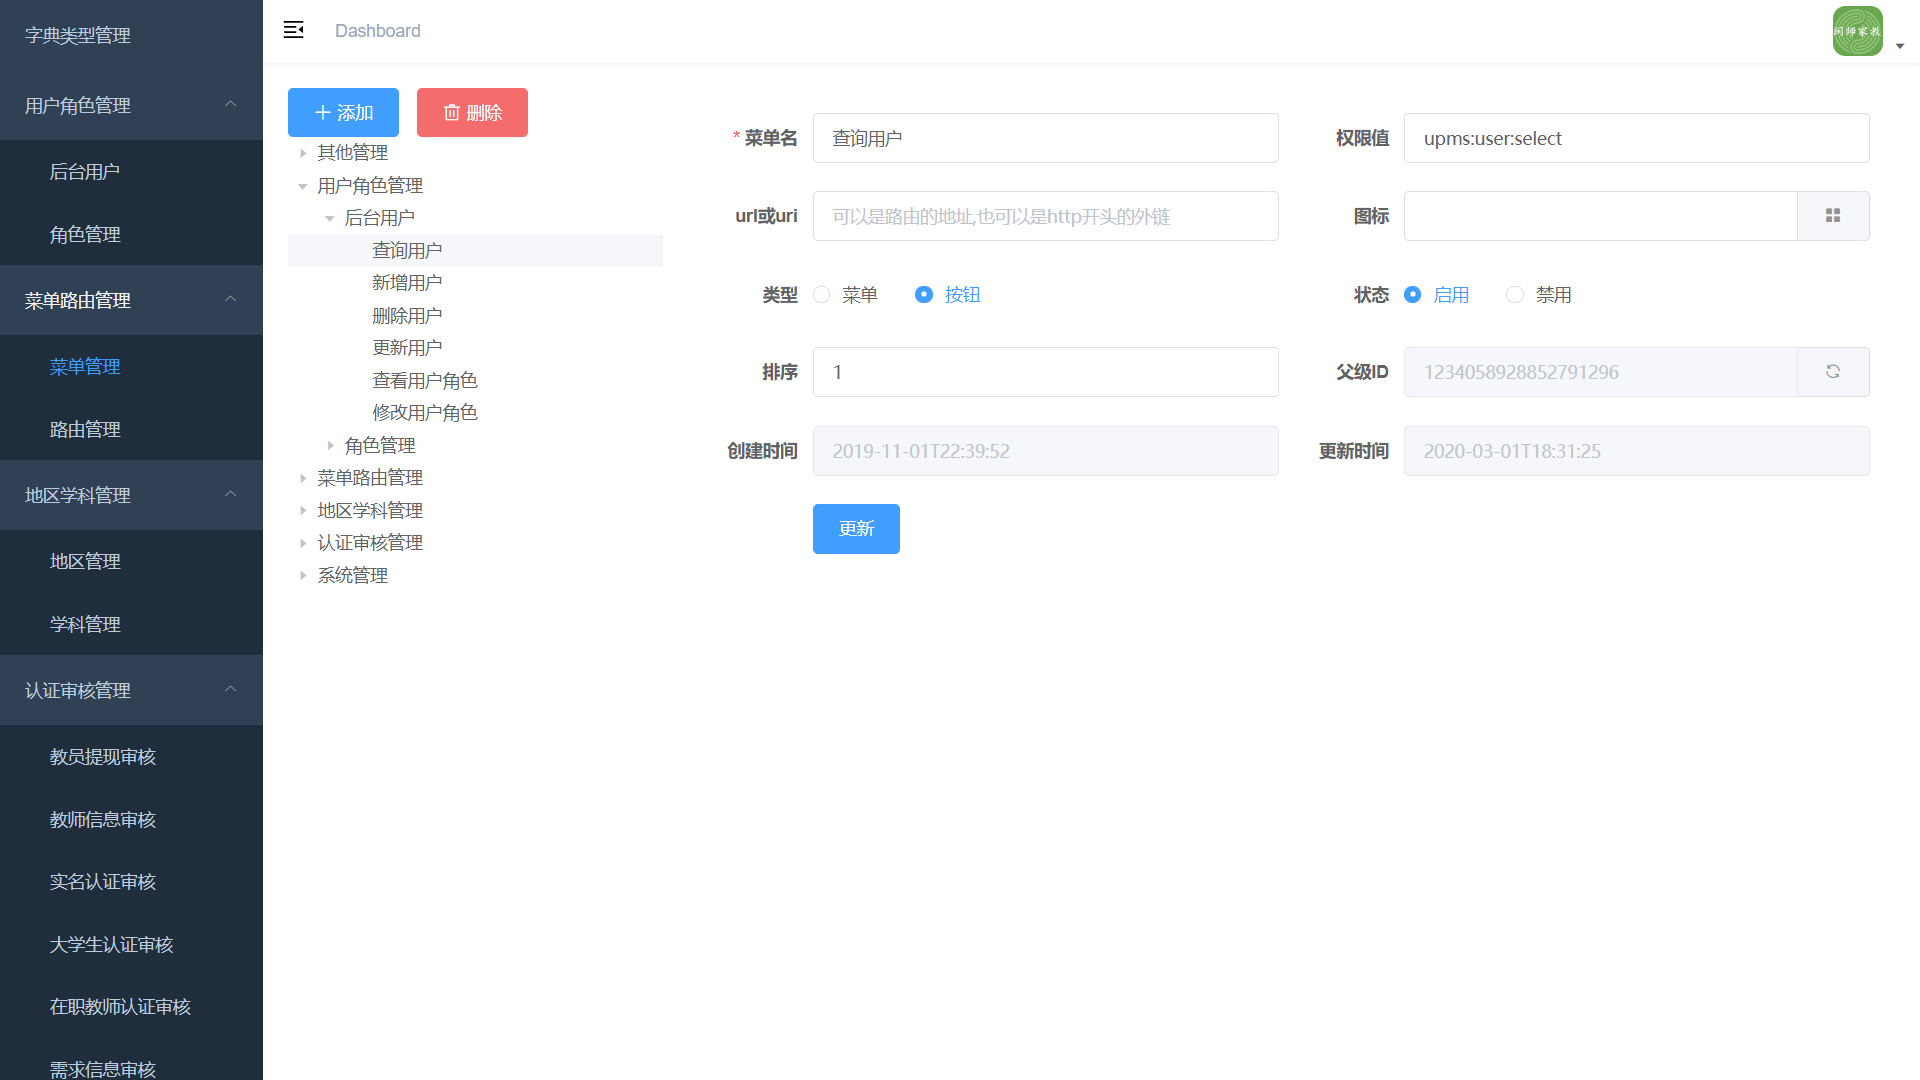 字典类型管理
用户角色管理
后台用户
角色管理
菜单路由管理
菜单管理
路由管理
地区学科管理
地区管理
学科管理
认证审核管理
教员提现审核
教师信息审核
实名认证审核
大学生认证审核
在职教师认证审核
需求信息审核
Dashboard
闵师家教
添加
删除
其他管理
用户角色管理
后台用户
查询用户
新增用户
删除用户
更新用户
查看用户角色
修改用户角色
角色管理
菜单路由管理
地区学科管理
认证审核管理
系统管理
* 菜单名 查询用户
权限值 upms:user:select
url或uri 可以是路由的地址,也可以是http开头的外链
图标
类型 菜单 按钮
状态 启用 禁用
排序 1
父级ID 1234058928852791296
创建时间 2019-11-01T22:39:52
更新时间 2020-03-01T18:31:25
更新